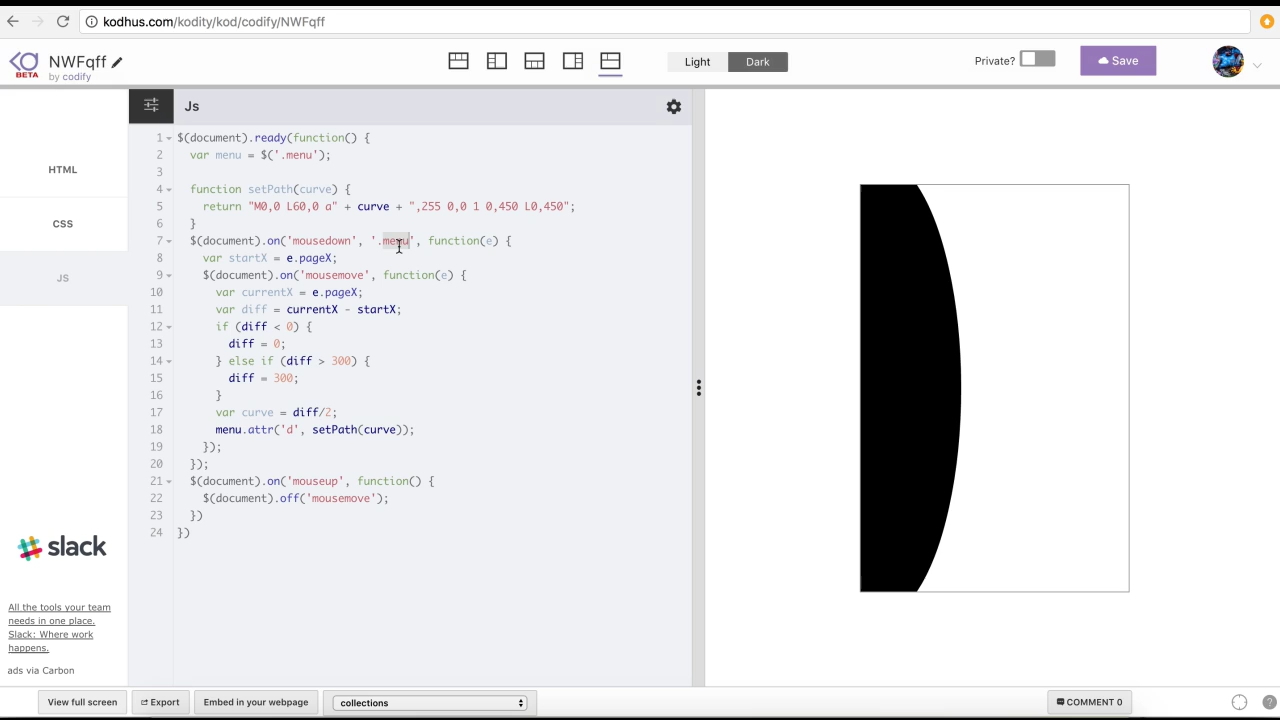 kodhus.com/kodity/kod/codify/NWFqff
BETA
NWFqff
by codify
Light
Dark
Private?
Save
Js
HTML
CSS
JS
1 $(document).ready(function() {
2 var menu = $('.menu');
3
4 function setPath(curve) {
5 return "M0,0 L60,0 a" + curve + ",255 0,0 1 0,450 L0,450";
6 }
7 $(document).on('mousedown', '.menu', function(e) {
8 var startX = e.pageX;
9 $(document).on('mousemove', function(e) {
10 var currentX = e.pageX;
11 var diff = currentX - startX;
12 if (diff < 0) {
13 diff = 0;
14 } else if (diff > 300) {
15 diff = 300;
16 }
17 var curve = diff/2;
18 menu.attr('d', setPath(curve));
19 });
20 });
21 $(document).on('mouseup', function() {
22 $(document).off('mousemove');
23 })
24 })
slack
All the tools your team
needs in one place.
Slack: Where work
happens.
ads via Carbon
View full screen
Export
Embed in your webpage
collections
COMMENT 0
?